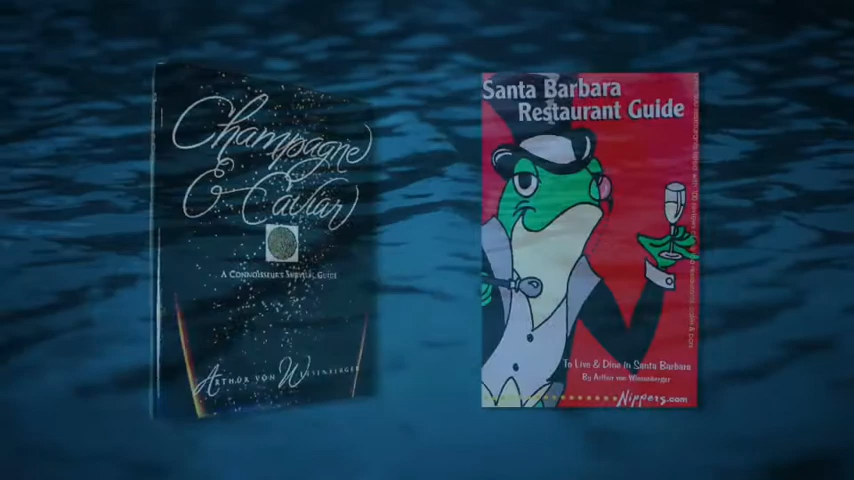 Champagne
& Caviar
A CONNOISSEUR'S SURVIVAL GUIDE
ARTHUR VON WIESENBERGER
Santa Barbara
Restaurant Guide
To Live & Dine in Santa Barbara
By Arthur von Wiesenberger
Nippers.com